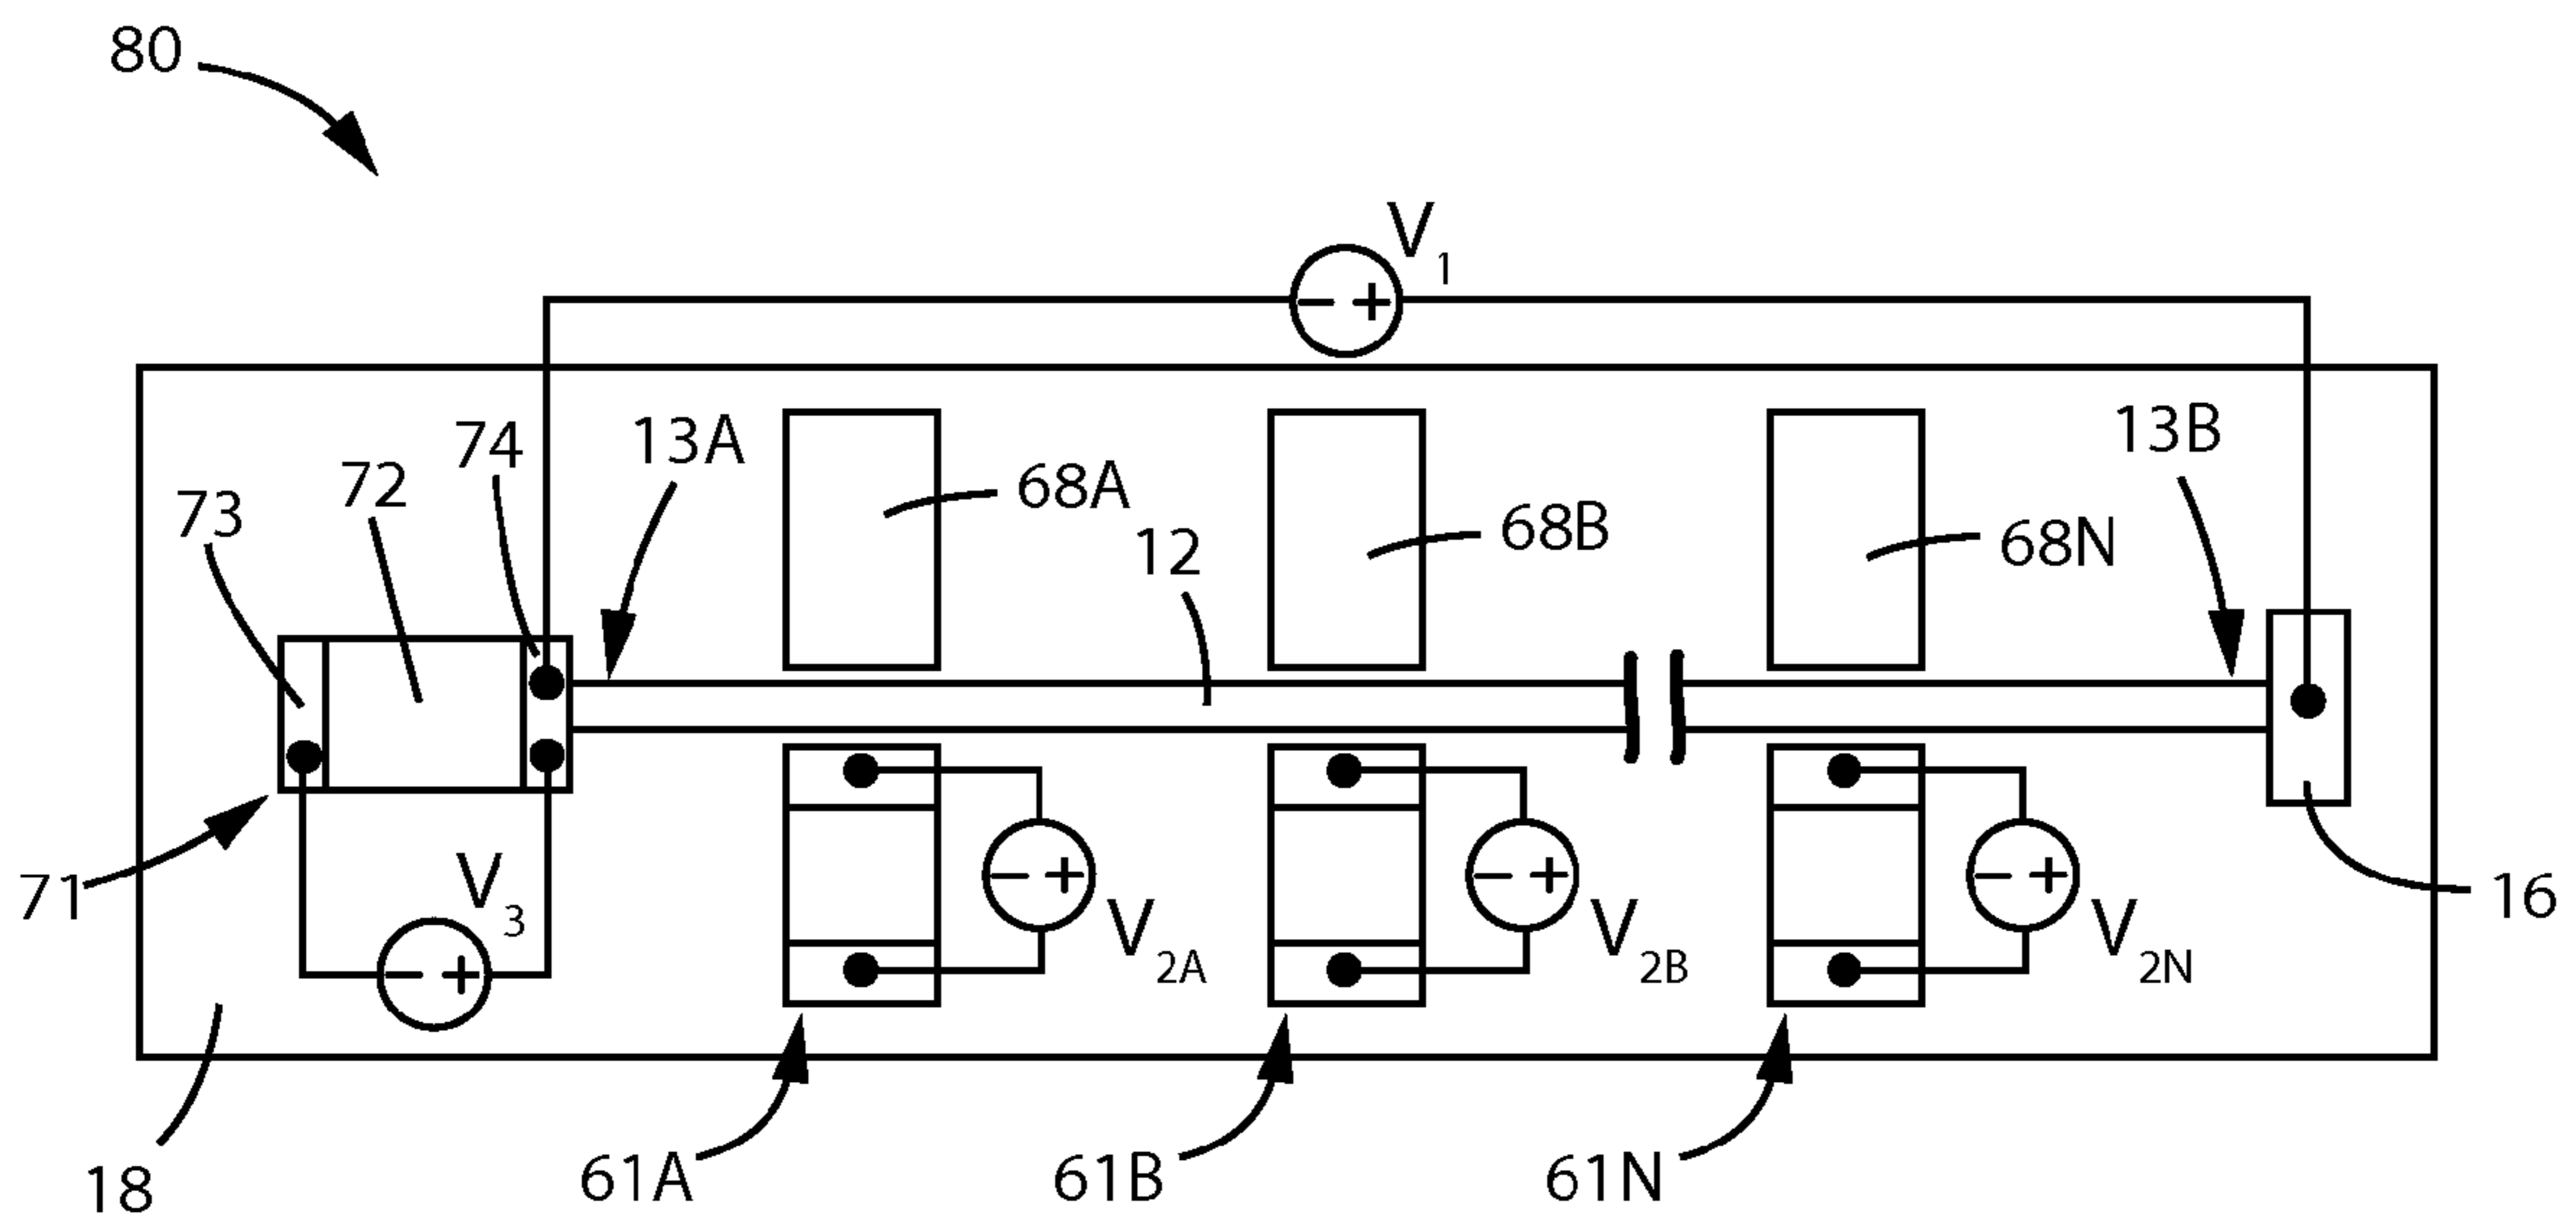 80
V1
− +
13A
13B
74
72
73
68A
68B
68N
12
71
V3
− +
− +
V2A
− +
V2B
− +
V2N
16
18
61A
61B
61N